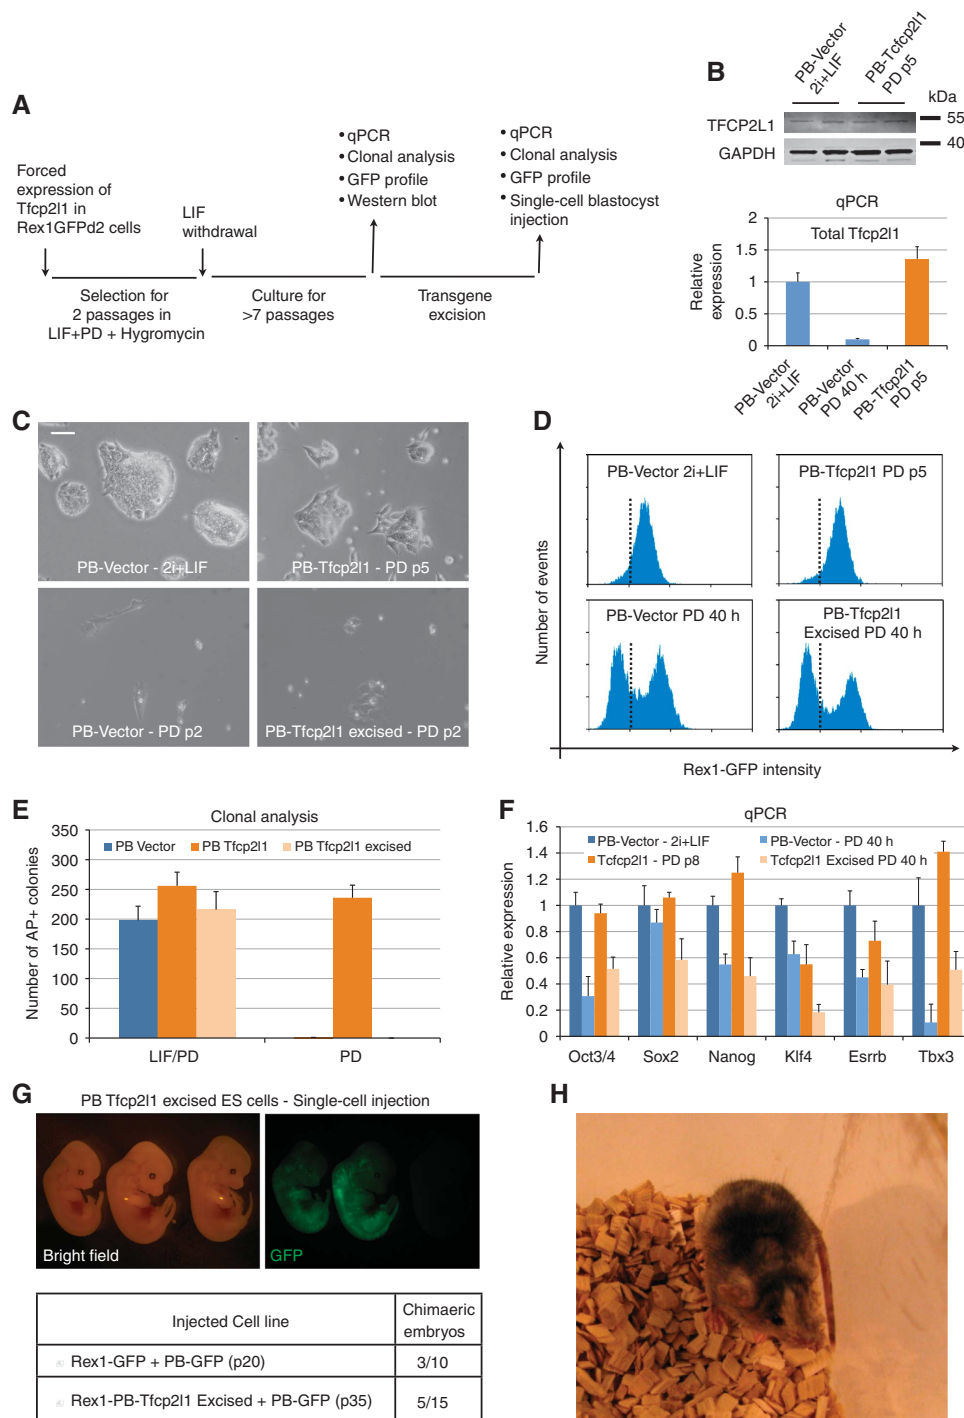 A
Forced
expression of
Tfcp2l1 in
Rex1GFPd2 cells
LIF
withdrawal
• qPCR
• Clonal analysis
• GFP profile
• Western blot
• qPCR
• Clonal analysis
• GFP profile
• Single-cell blastocyst
injection
Selection for
2 passages in
LIF+PD + Hygromycin
Culture for
>7 passages
Transgene
excision
B
PB-Vector
2i+LIF
PB-Tcfcp2l1
PD p5
kDa
TFCP2L1
55
40
GAPDH
qPCR
Total Tfcp2l1
Relative
expression
2
1.5
1
0.5
0
PB-Vector
2i+LIF
PB-Vector
PD 40 h
PB-Tfcp2l1
PD p5
C
PB-Vector - 2i+LIF
PB-Tfcp2l1 - PD p5
PB-Vector - PD p2
PB-Tfcp2l1 excised - PD p2
D
Number of events
PB-Vector 2i+LIF
PB-Tfcp2l1 PD p5
PB-Vector PD 40 h
PB-Tfcp2l1
Excised PD 40 h
Rex1-GFP intensity
E
Clonal analysis
Number of AP+ colonies
350
300
250
200
150
100
50
0
PB Vector
PB Tfcp2l1
PB Tfcp2l1 excised
LIF/PD
PD
F
qPCR
Relative expression
1.6
1.4
1.2
1
0.8
0.6
0.4
0.2
0
PB-Vector - 2i+LIF
PB-Vector - PD 40 h
Tcfcp2l1 - PD p8
Tcfcp2l1 Excised PD 40 h
Oct3/4
Sox2
Nanog
Klf4
Esrrb
Tbx3
G
PB Tfcp2l1 excised ES cells - Single-cell injection
Bright field
GFP
Injected Cell line
Chimaeric
embryos
Rex1-GFP + PB-GFP (p20)
3/10
Rex1-PB-Tfcp2l1 Excised + PB-GFP (p35)
5/15
H